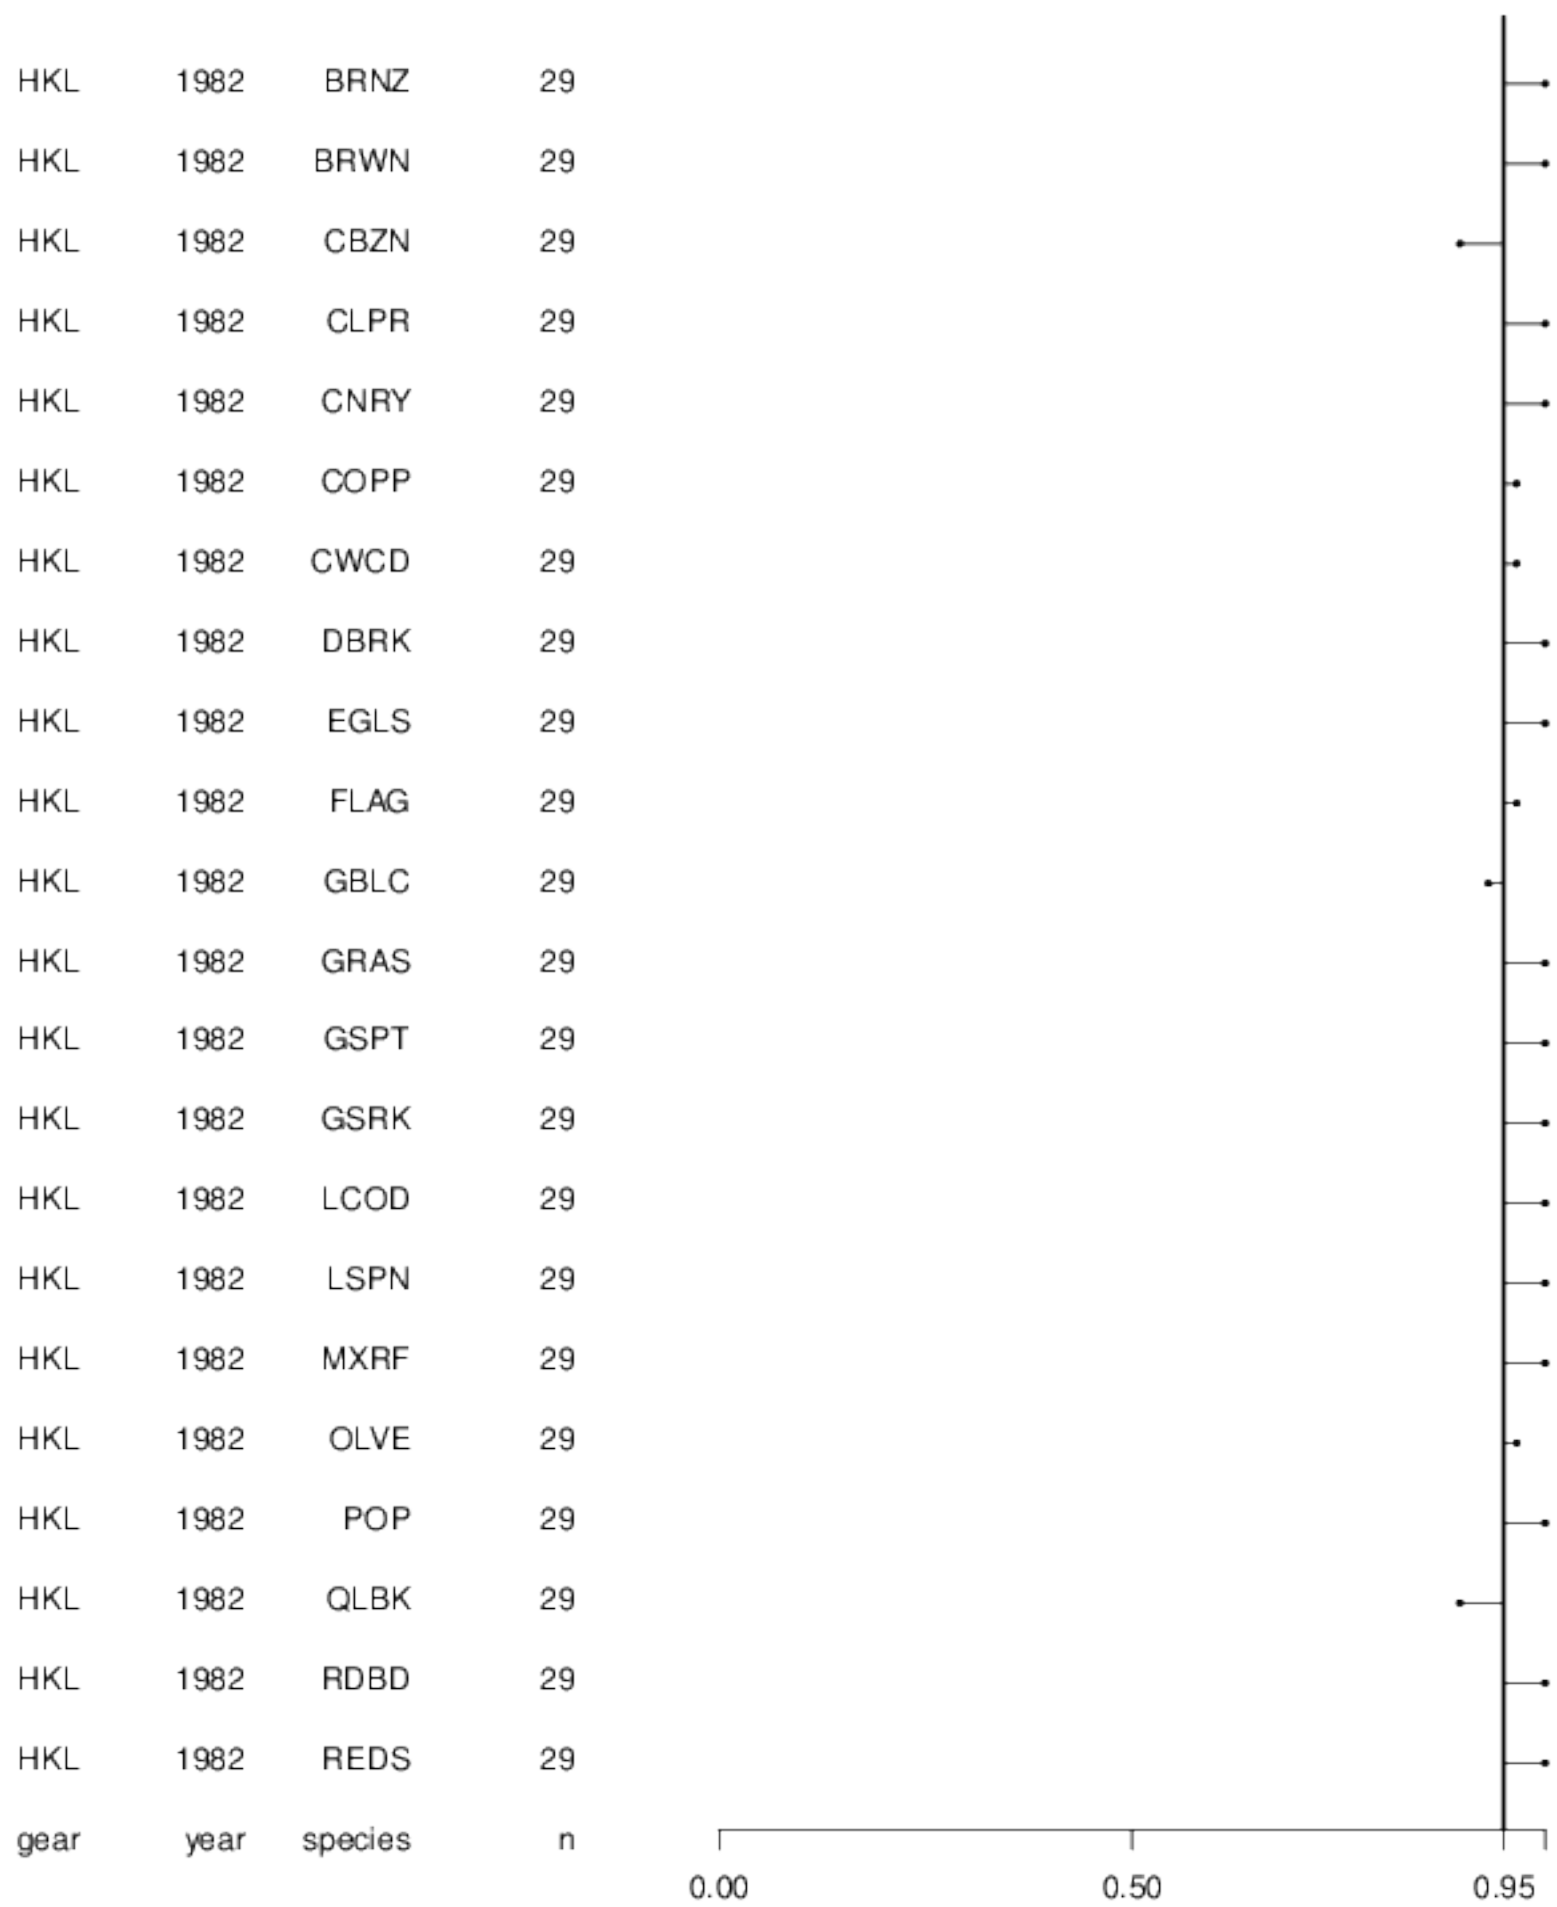 HKL 1982 BRNZ 29
HKL 1982 BRWN 29
HKL 1982 CBZN 29
HKL 1982 CLPR 29
HKL 1982 CNRY 29
HKL 1982 COPP 29
HKL 1982 CWCD 29
HKL 1982 DBRK 29
HKL 1982 EGLS 29
HKL 1982 FLAG 29
HKL 1982 GBLC 29
HKL 1982 GRAS 29
HKL 1982 GSPT 29
HKL 1982 GSRK 29
HKL 1982 LCOD 29
HKL 1982 LSPN 29
HKL 1982 MXRF 29
HKL 1982 OLVE 29
HKL 1982 POP 29
HKL 1982 QLBK 29
HKL 1982 RDBD 29
HKL 1982 REDS 29
gear year species n
0.00 0.50 0.95